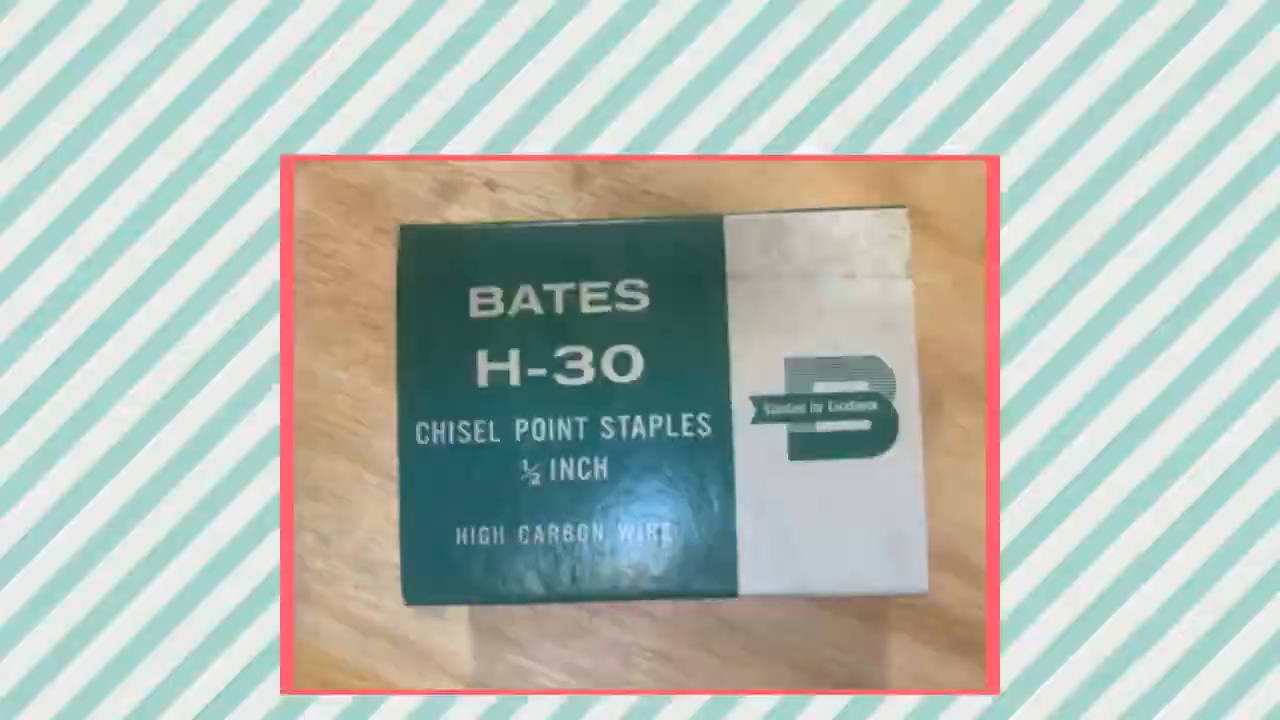 BATES
H-30
CHISEL POINT STAPLES
½ INCH
HIGH CARBON WIRE
B